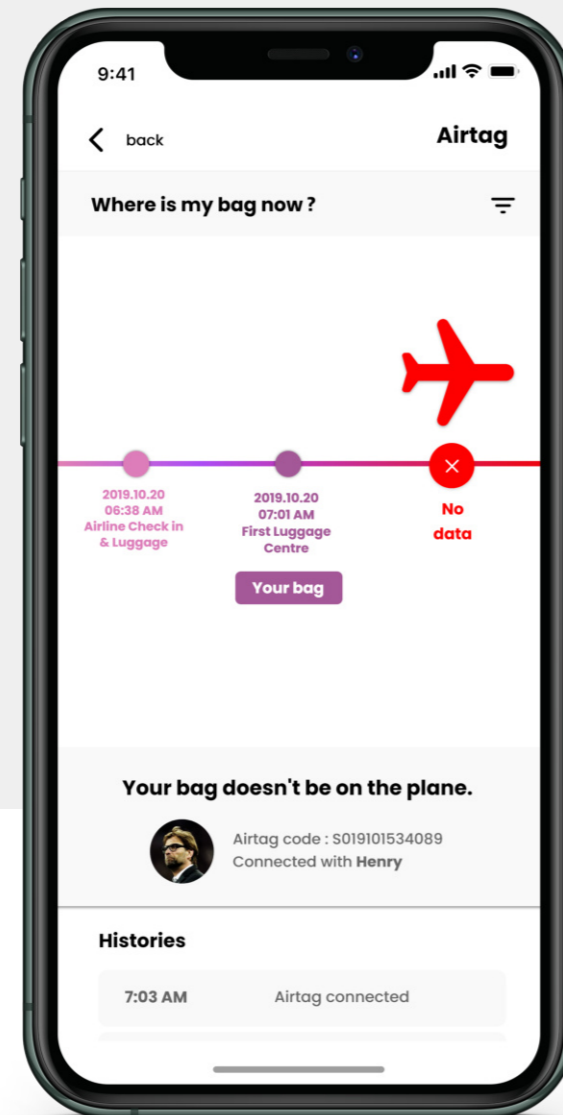 9:41
back
Airtag
Where is my bag now ?
2019.10.20
06:38 AM
Airline Check in
& Luggage
2019.10.20
07:01 AM
First Luggage
Centre
Your bag
No
data
Your bag doesn't be on the plane.
Airtag code : S019101534089
Connected with Henry
Histories
7:03 AM
Airtag connected